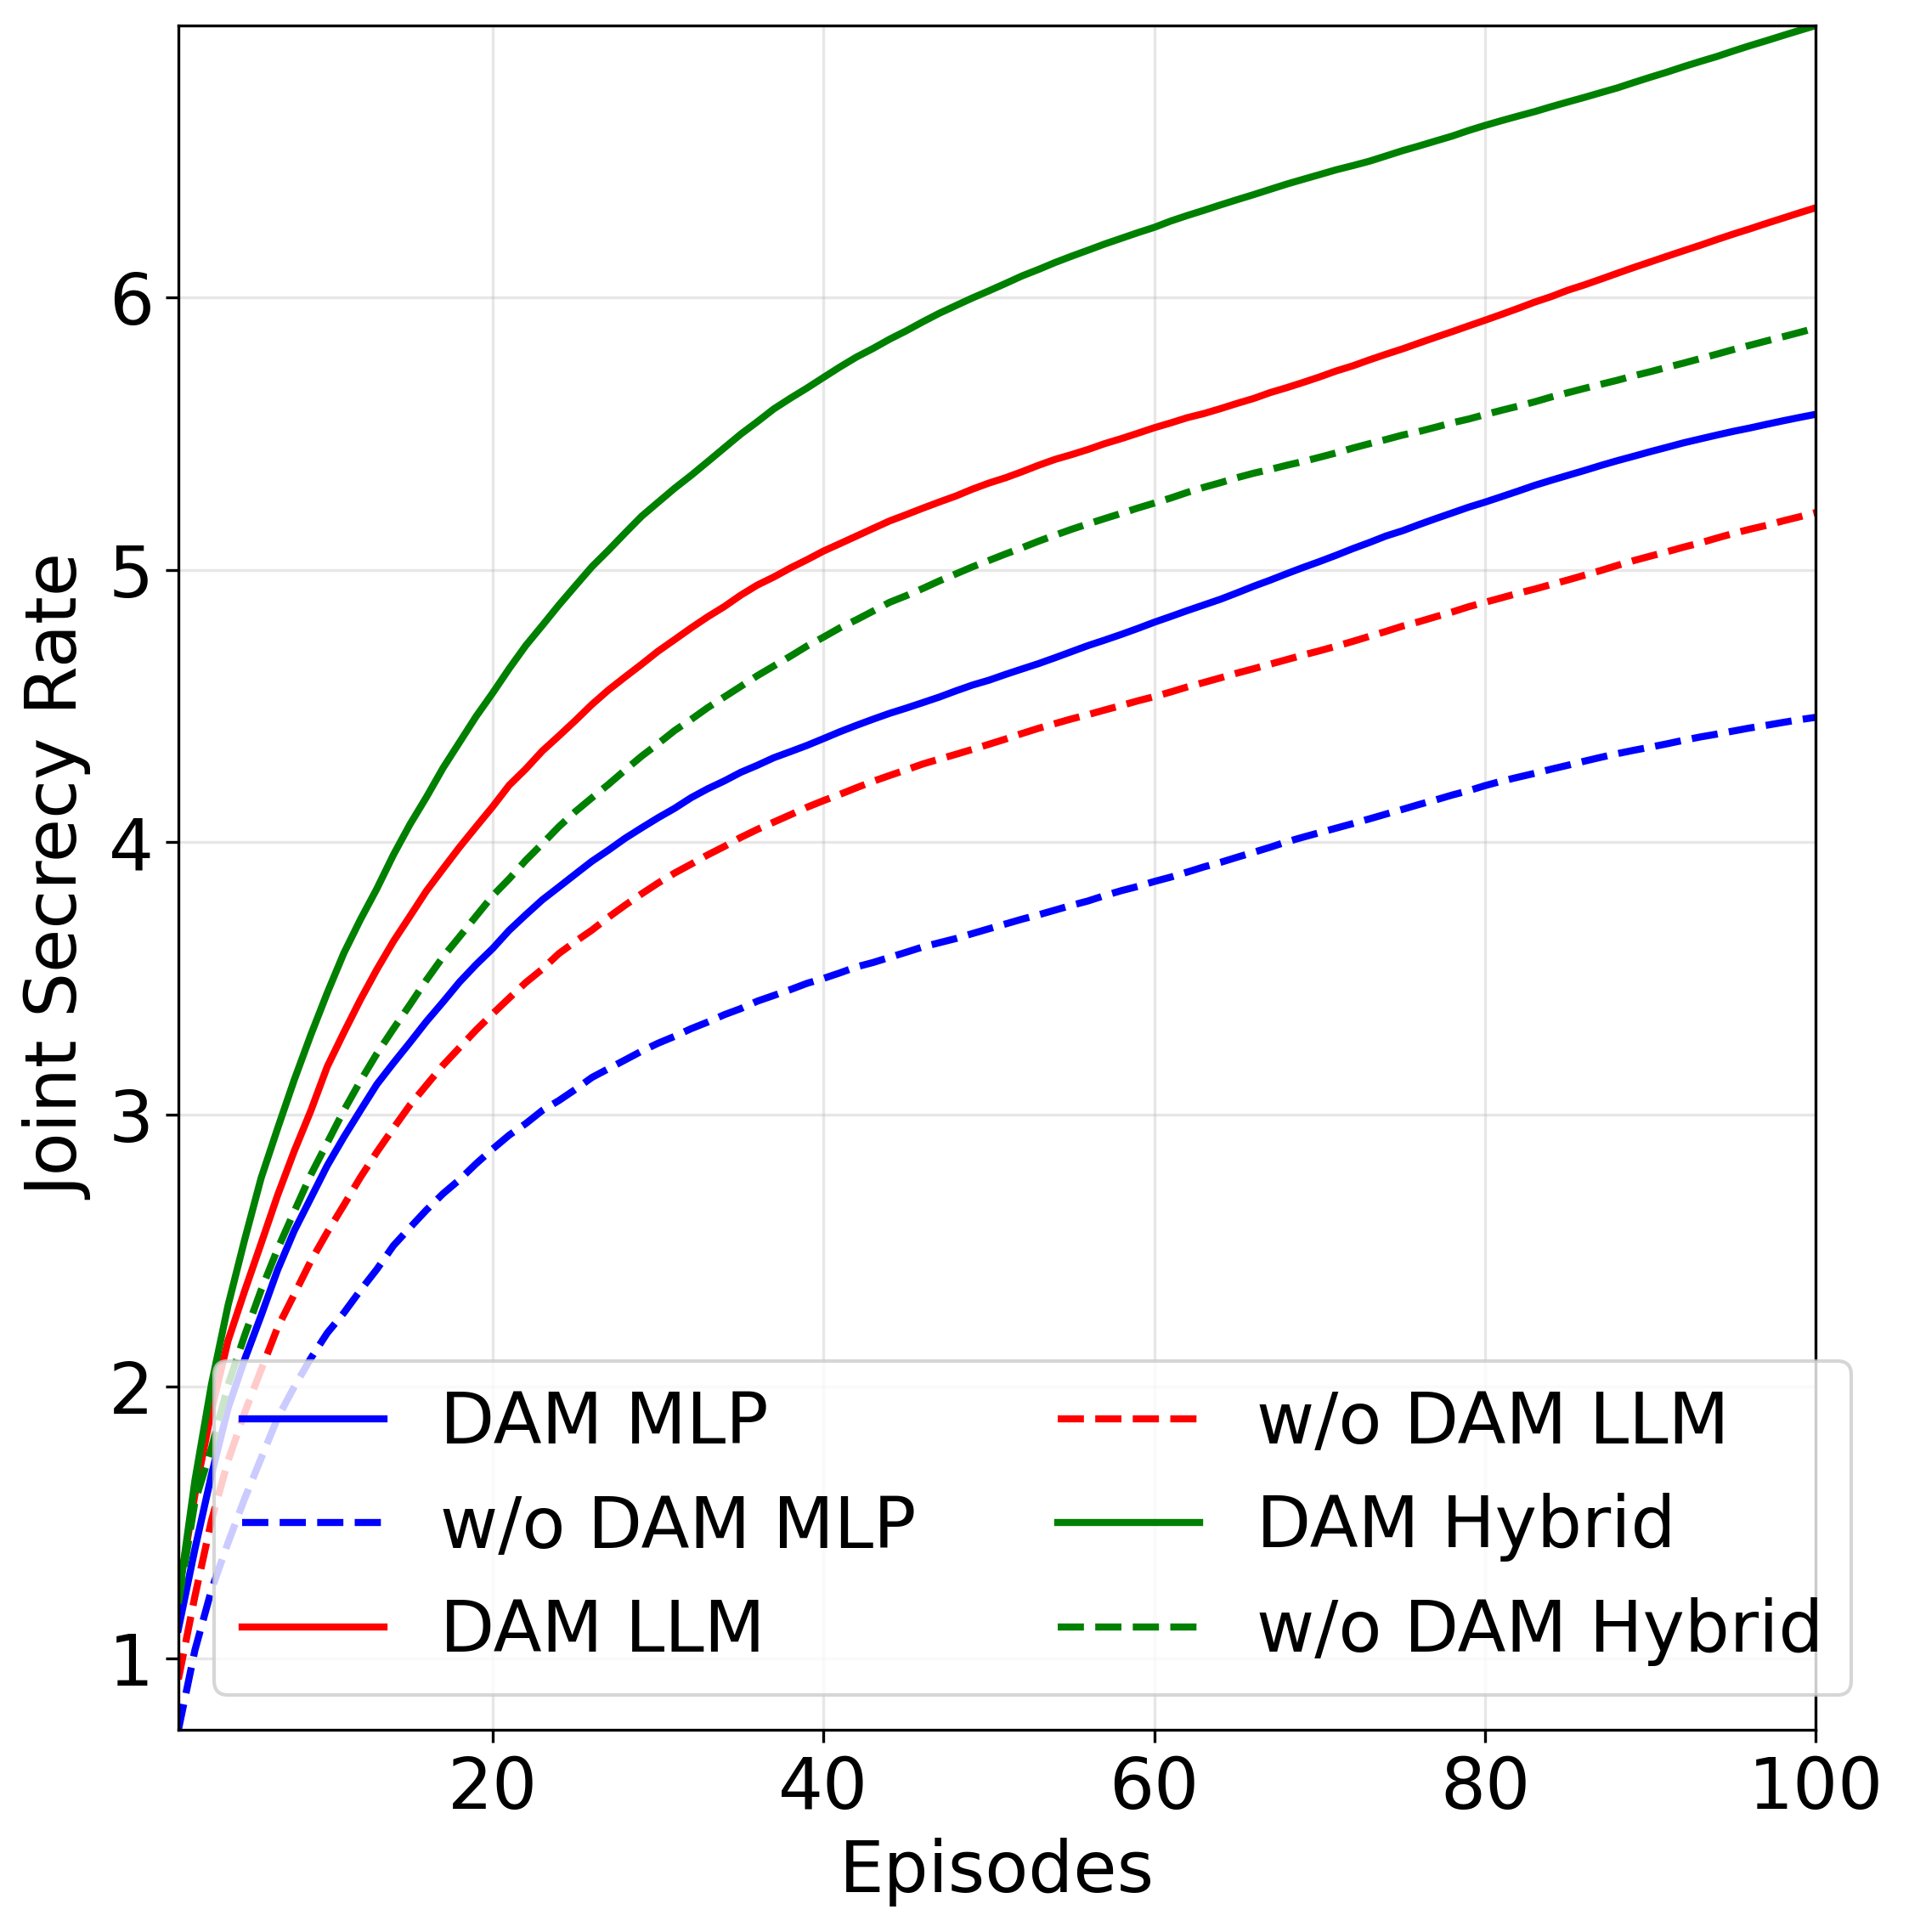 Joint Secrecy Rate
6
5
4
3
2
1
DAM MLP
w/o DAM MLP
DAM LLM
w/o DAM LLM
DAM Hybrid
w/o DAM Hybrid
20 40 60 80 100
Episodes